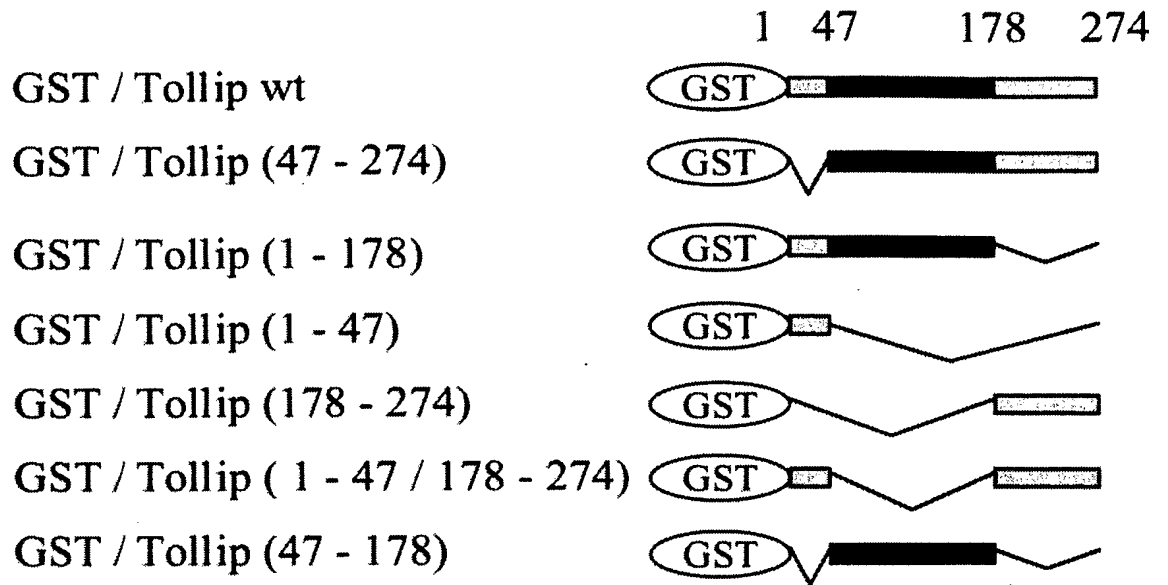 1 47 178 274
GST / Tollip wt GST
GST / Tollip (47 - 274) GST
GST / Tollip (1 - 178) GST
GST / Tollip (1 - 47) GST
GST / Tollip (178 - 274) GST
GST / Tollip ( 1 - 47 / 178 - 274) GST
GST / Tollip (47 - 178) GST